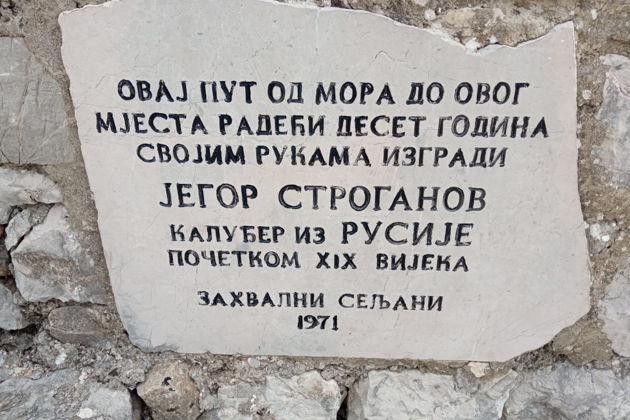 ОВАЈ ПУТ ОД МОРА ДО ОВОГ
МЈЕСТА РАДЕЋИ ДЕСЕТ ГОДИНА
СВОЈИМ РУКАМА ИЗГРАДИ
ЈЕГОР СТРОГАНОВ
КАЛУЂЕР ИЗ РУСИЈЕ
ПОЧЕТКОМ XIX ВИЈЕКА
ЗАХВАЛНИ СЕЉАНИ
1971